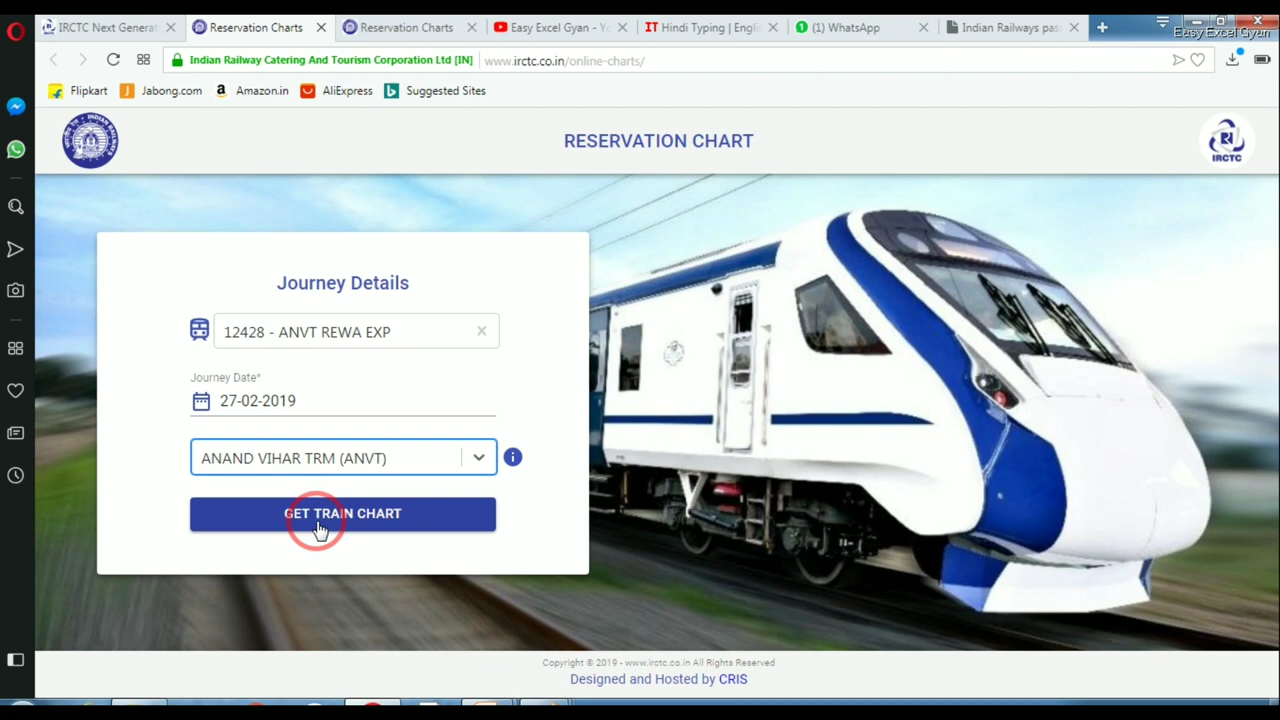 IRCTC Next Generat
Reservation Charts
Reservation Charts
Easy Excel Gyan - Yo
IT Hindi Typing | Englis
(1) WhatsApp
Indian Railways pas
Easy Excel Gyan
Indian Railway Catering And Tourism Corporation Ltd [IN]
www.irctc.co.in/online-charts/
Flipkart
Jabong.com
Amazon.in
AliExpress
Suggested Sites
RESERVATION CHART
IRCTC
Journey Details
12428 - ANVT REWA EXP
Journey Date*
27-02-2019
ANAND VIHAR TRM (ANVT)
GET TRAIN CHART
Copyright © 2019 - www.irctc.co.in All Rights Reserved
Designed and Hosted by CRIS